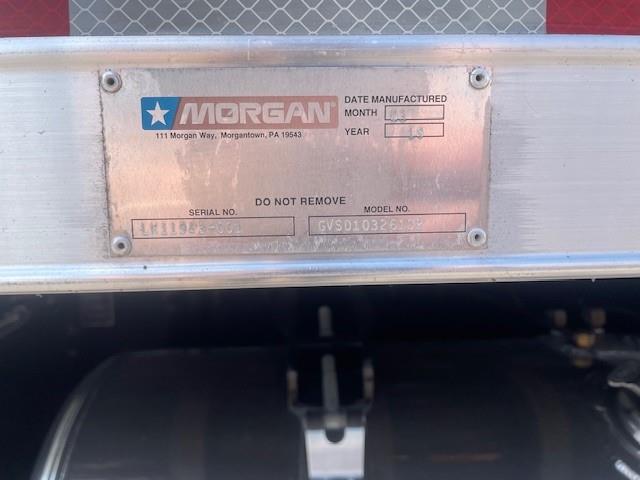 MORGAN
111 Morgan Way, Morgantown, PA 19543
DATE MANUFACTURED
MONTH
YEAR
DO NOT REMOVE
SERIAL NO.
MODEL NO.